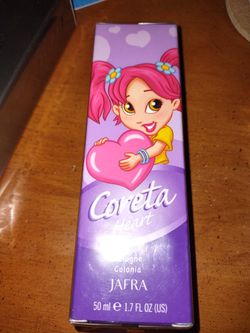 Coreta
Heart
Cologne
Colonia
JAFRA
50 ml e 1.7 FL OZ (US)